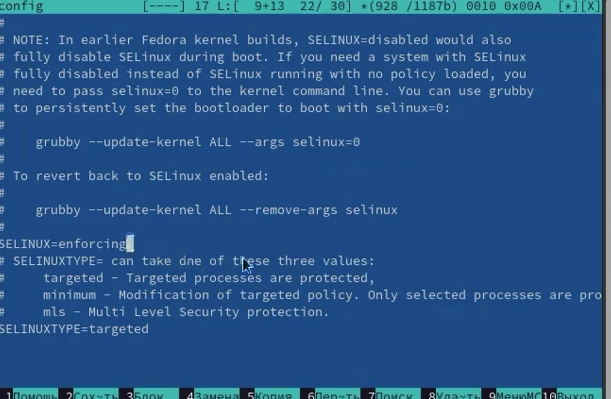 config [----] 17 L:[ 9+13 22/ 30] *(928 /1187b) 0010 0x00A [*][X]
#
# NOTE: In earlier Fedora kernel builds, SELINUX=disabled would also
# fully disable SELinux during boot. If you need a system with SELinux
# fully disabled instead of SELinux running with no policy loaded, you
# need to pass selinux=0 to the kernel command line. You can use grubby
# to persistently set the bootloader to boot with selinux=0:
#
# grubby --update-kernel ALL --args selinux=0
#
# To revert back to SELinux enabled:
#
# grubby --update-kernel ALL --remove-args selinux
#
SELINUX=enforcing
# SELINUXTYPE= can take one of these three values:
# targeted - Targeted processes are protected,
# minimum - Modification of targeted policy. Only selected processes are pro
# mls - Multi Level Security protection.
SELINUXTYPE=targeted
1Помощь 2Сох~ть 3Блок 4Замена 5Копия 6Пер~ть 7Поиск 8Уда~ть 9МенюMC 10Выход